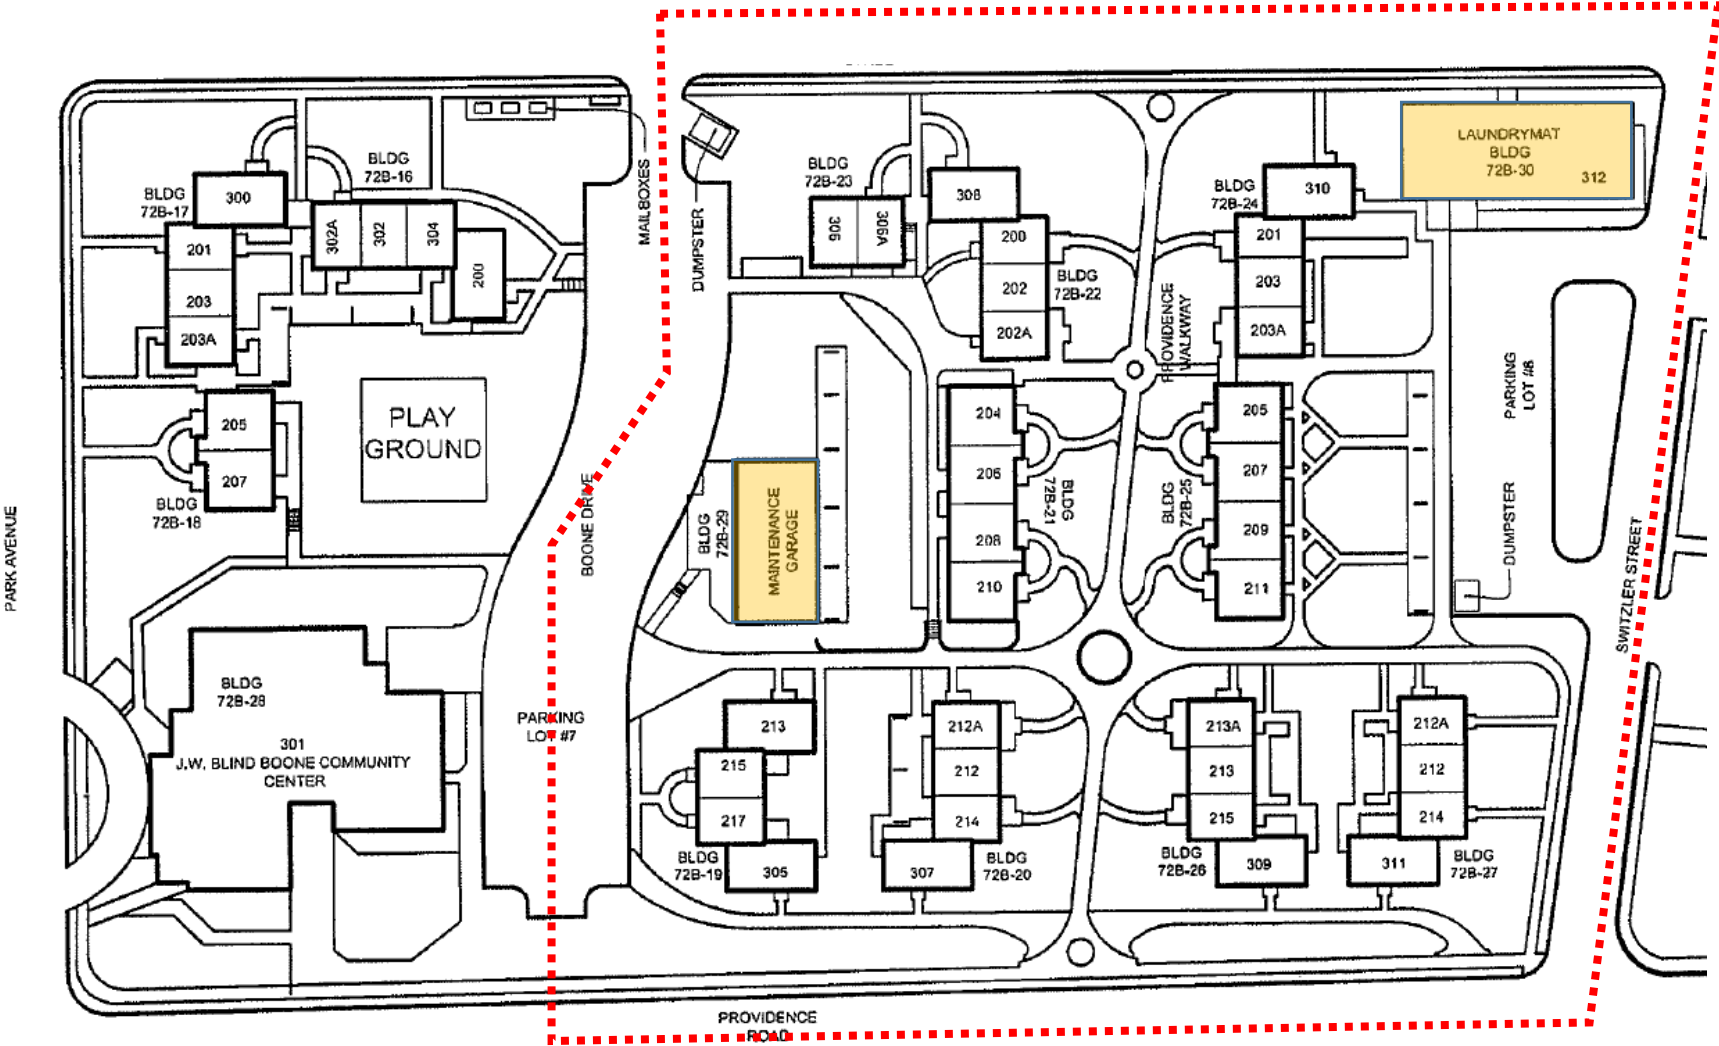 BLDG
72B-16
BLDG
72B-17
300
302A
302
304
200
201
203
203A
205
207
BLDG
72B-18
PLAY
GROUND
MAILBOXES
DUMPSTER
BOONE DRIVE
PARK AVENUE
BLDG
72B-28
301
J.W. BLIND BOONE COMMUNITY
CENTER
PARKING
LOT #7
BLDG
72B-23
306
306A
308
200
202
202A
BLDG
72B-22
PROVIDENCE
WALKWAY
BLDG
72B-24
310
201
203
203A
LAUNDRYMAT
BLDG
72B-30
312
BLDG
72B-29
MAINTENANCE
GARAGE
204
206
208
210
BLDG
72B-21
BLDG
72B-25
205
207
209
211
PARKING
LOT #8
DUMPSTER
SWITZLER STREET
213
215
217
305
BLDG
72B-19
212A
212
214
307
BLDG
72B-20
213A
213
215
309
BLDG
72B-26
212A
212
214
311
BLDG
72B-27
PROVIDENCE
ROAD